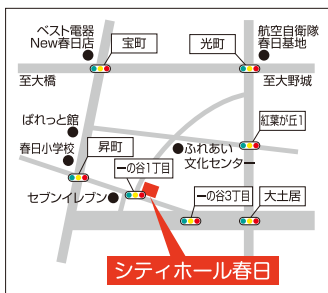 ベスト電器
New春日店
宝町
光町
航空自衛隊
春日基地
至大橋
至大野城
ぱれっと館
春日小学校
昇町
一の谷1丁目
ふれあい
文化センター
紅葉が丘1
セブンイレブン
一の谷3丁目
大土居
シティホール春日